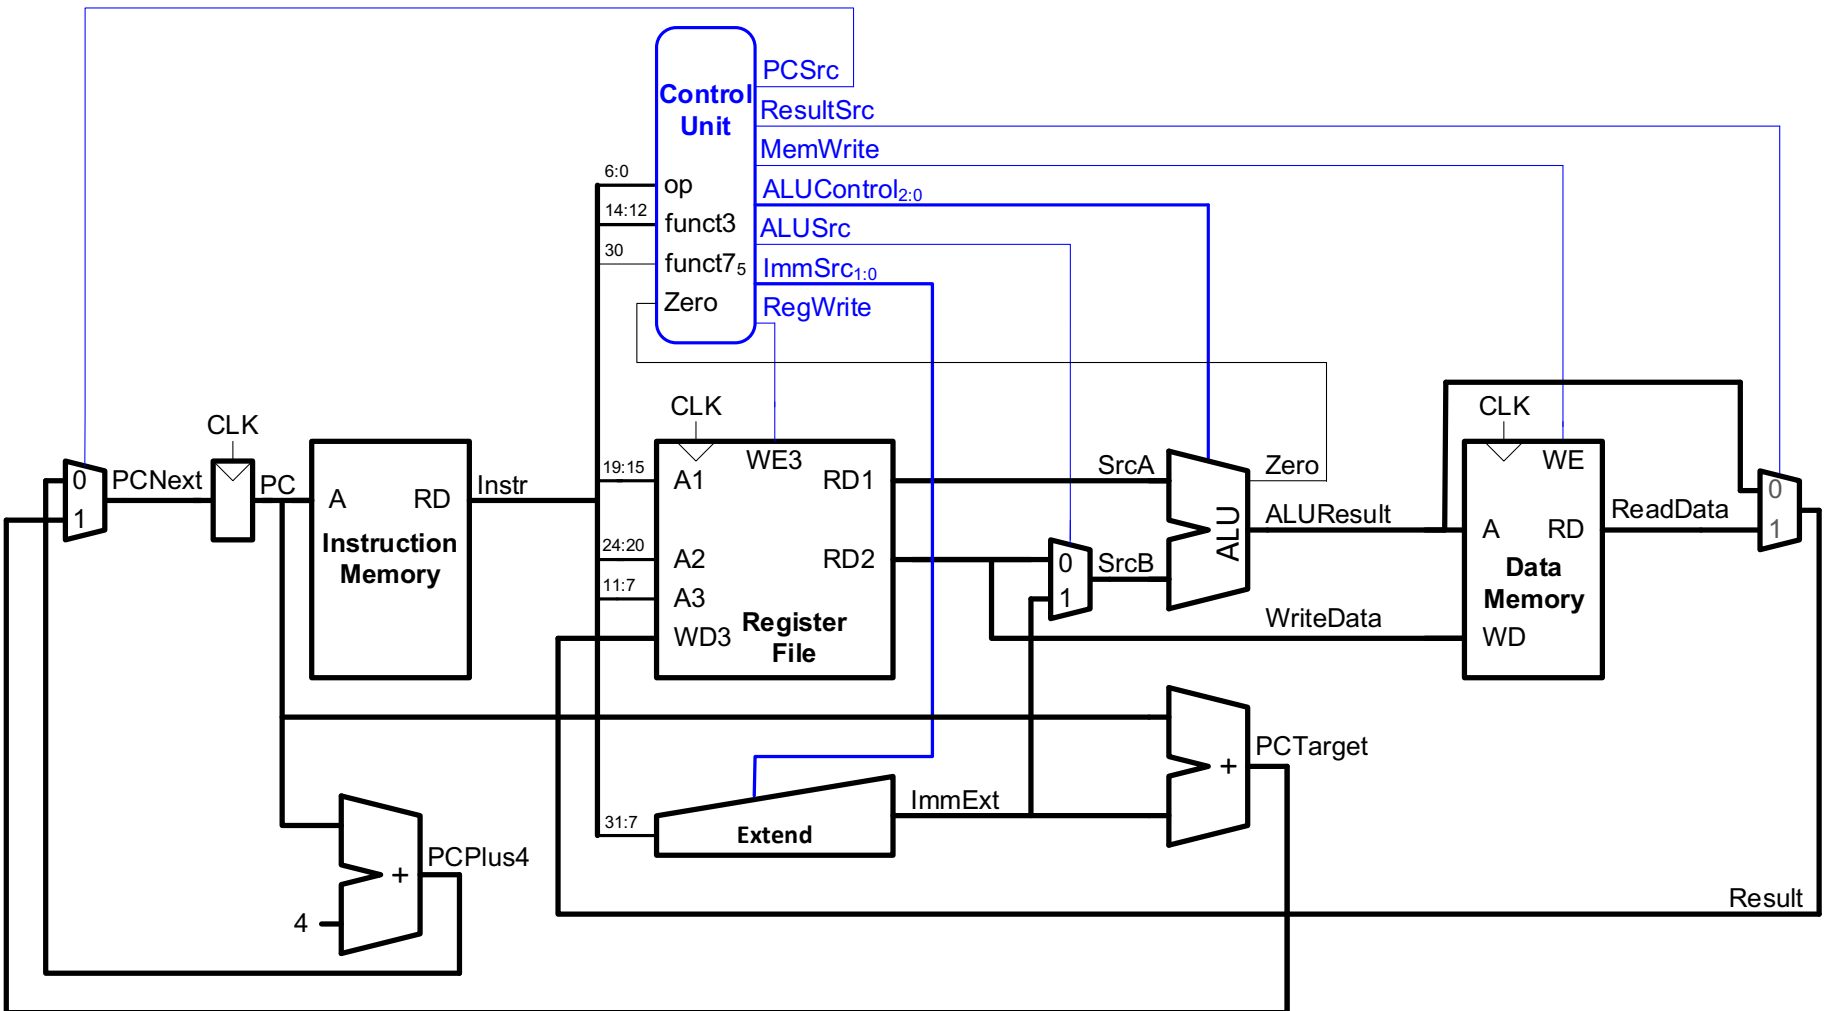 PCSrc
Control
Unit
ResultSrc
MemWrite
6:0
op
ALUControl2:0
14:12
funct3
ALUSrc
30
funct75
ImmSrc1:0
Zero
RegWrite
CLK
CLK
CLK
0
PCNext
PC
A
RD
Instr
19:15
A1
WE3
RD1
SrcA
Zero
WE
0
1
Instruction
Memory
24:20
A2
RD2
0
SrcB
ALU
ALUResult
A
RD
ReadData
1
11:7
A3
1
Data
Memory
WD3
Register
File
WriteData
WD
PCTarget
+
ImmExt
31:7
Extend
PCPlus4
+
4
Result